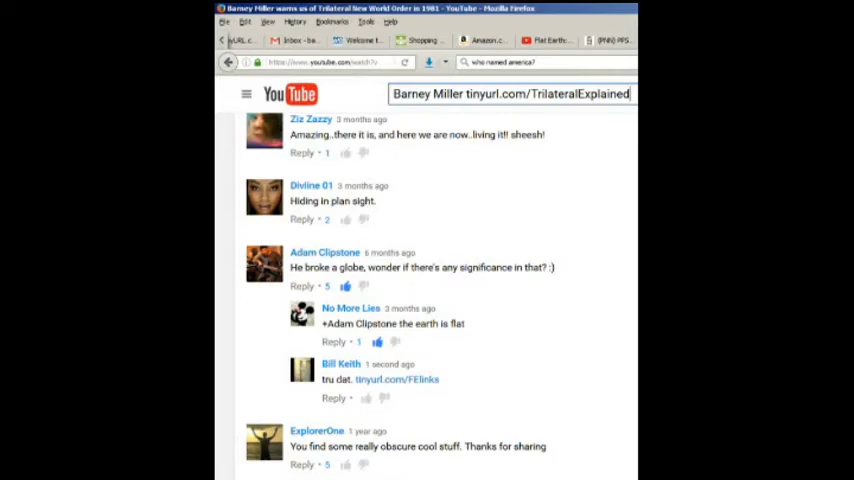 Barney Miller warns us of Trilateral New World Order in 1981 - YouTube - Mozilla Firefox
File Edit View History Bookmarks Tools Help
Inbox - ba... Welcome t... Shopping ... Amazon.c... Flat Earth:... (PNN) PPS...
https://www.youtube.com/watch?v who named america?
YouTube Barney Miller tinyurl.com/TrilateralExplained
Ziz Zazzy 3 months ago
Amazing..there it is, and here we are now..living it!! sheesh!
Reply • 1
Divline 01 3 months ago
Hiding in plan sight.
Reply • 2
Adam Clipstone 6 months ago
He broke a globe, wonder if there's any significance in that? :)
Reply • 5
No More Lies 3 months ago
+Adam Clipstone the earth is flat
Reply • 1
Bill Keith 1 second ago
tru dat. tinyurl.com/FElinks
Reply •
ExplorerOne 1 year ago
You find some really obscure cool stuff. Thanks for sharing
Reply • 5